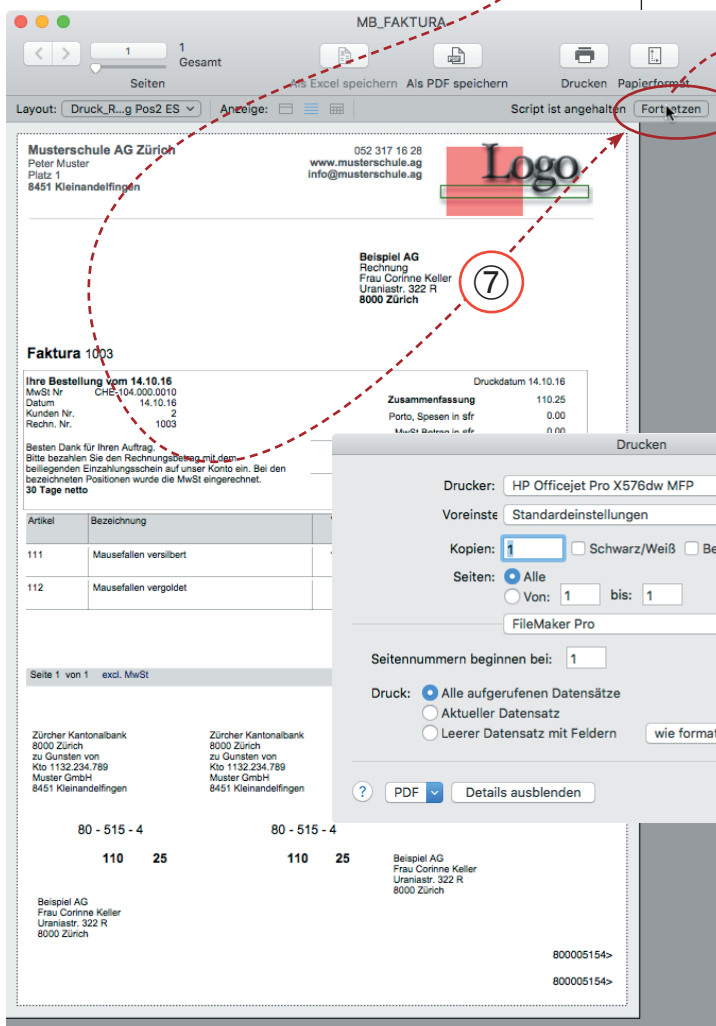 MB_FAKTURA
1
1
Gesamt
Seiten
Als Excel speichern
Als PDF speichern
Drucken
Papierformat
Layout:
Druck_R...g Pos2 ES
Anzeige:
Script ist angehalten
Musterschule AG Zürich
Peter Muster
Platz 1
8451 Kleinandelfingen
052 317 16 28
www.musterschule.ag
info@musterschule.ag
Logo
Beispiel AG
Rechnung
Frau Corinne Keller
Uraniastr. 322 R
8000 Zürich
7
Faktura 1003
Ihre Bestellung vom 14.10.16
MwSt Nr CHE-104.000.0010
Datum 14.10.16
Kunden Nr. 2
Rechn. Nr. 1003
Druckdatum 14.10.16
Zusammenfassung 110.25
Porto, Spesen in sfr 0.00
MwSt Betrag in sfr 0.00
Besten Dank für Ihren Auftrag.
Bitte bezahlen Sie den Rechnungsbetrag mit dem
beiliegenden Einzahlungsschein auf unser Konto ein. Bei den
bezeichneten Positionen wurde die MwSt eingerechnet.
30 Tage netto
Artikel Bezeichnung
111 Mausefallen versilbert
112 Mausefallen vergoldet
Seite 1 von 1 excl. MwSt
Drucken
Drucker: HP Officejet Pro X576dw MFP
Voreinste Standardeinstellungen
Kopien: 1 Schwarz/Weiß Be
Seiten: Alle
Von: 1 bis: 1
FileMaker Pro
Seitennummern beginnen bei: 1
Druck: Alle aufgerufenen Datensätze
Aktueller Datensatz
Leerer Datensatz mit Feldern wie format
? PDF Details ausblenden
Zürcher Kantonalbank
8000 Zürich
zu Gunsten von
Kto 1132.234.789
Muster GmbH
8451 Kleinandelfingen
Zürcher Kantonalbank
8000 Zürich
zu Gunsten von
Kto 1132.234.789
Muster GmbH
8451 Kleinandelfingen
80 - 515 - 4
80 - 515 - 4
110 25
110 25
Beispiel AG
Frau Corinne Keller
Uraniastr. 322 R
8000 Zürich
Beispiel AG
Frau Corinne Keller
Uraniastr. 322 R
8000 Zürich
800005154>
800005154>